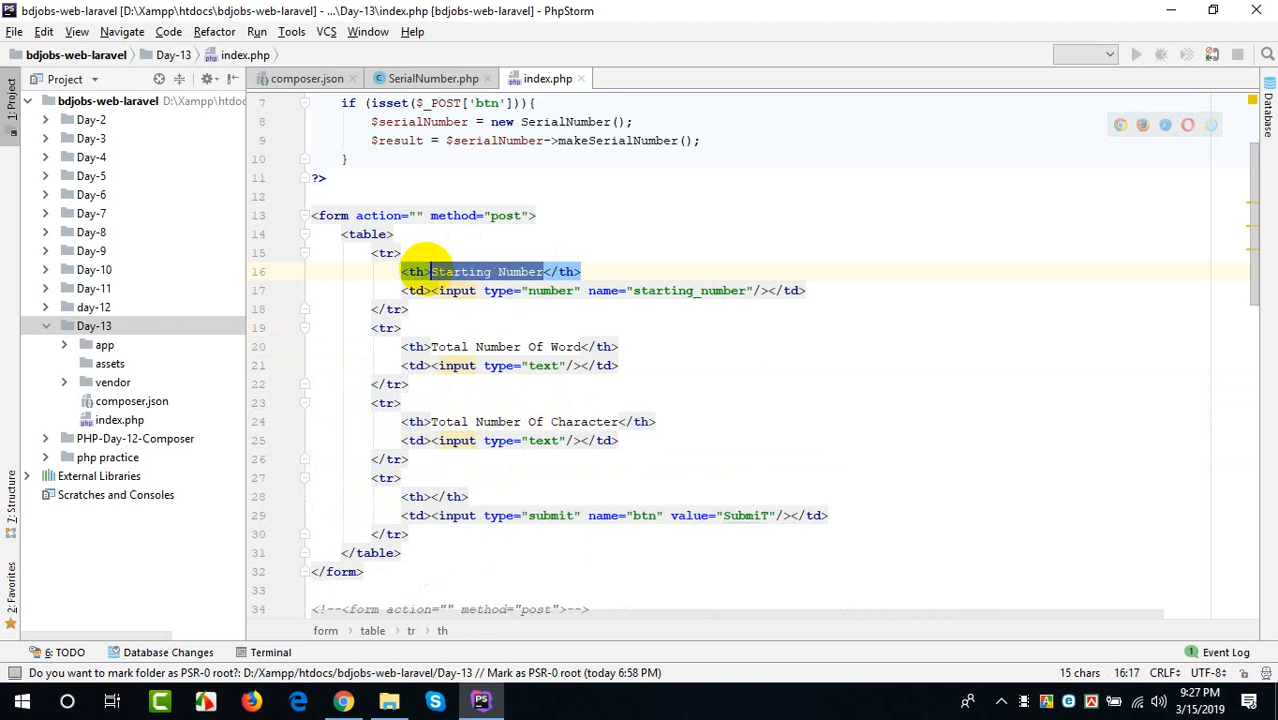 bdjobs-web-laravel [D:\Xampp\htdocs\bdjobs-web-laravel] - ...\Day-13\index.php [bdjobs-web-laravel] - PhpStorm
File Edit View Navigate Code Refactor Run Tools VCS Window Help
bdjobs-web-laravel Day-13 index.php
Project composer.json SerialNumber.php index.php
1: Project
7: Structure
2: Favorites
Database
bdjobs-web-laravel D:\Xampp\htdoc
Day-2
Day-3
Day-4
Day-5
Day-6
Day-7
Day-8
Day-9
Day-10
Day-11
day-12
Day-13
app
assets
vendor
composer.json
index.php
PHP-Day-12-Composer
php practice
External Libraries
Scratches and Consoles
7 if (isset($_POST['btn'])){
8 $serialNumber = new SerialNumber();
9 $result = $serialNumber->makeSerialNumber();
10 }
11 ?>
12
13 <form action="" method="post">
14 <table>
15 <tr>
16 <th>Starting Number</th>
17 <td><input type="number" name="starting_number"/></td>
18 </tr>
19 <tr>
20 <th>Total Number Of Word</th>
21 <td><input type="text"/></td>
22 </tr>
23 <tr>
24 <th>Total Number Of Character</th>
25 <td><input type="text"/></td>
26 </tr>
27 <tr>
28 <th></th>
29 <td><input type="submit" name="btn" value="SubmiT"/></td>
30 </tr>
31 </table>
32 </form>
33
34 <!--<form action="" method="post">-->
form table tr th
6: TODO Database Changes Terminal 1 Event Log
Do you want to mark folder as PSR-0 root?: D:/Xampp/htdocs/bdjobs-web-laravel/Day-13 // Mark as PSR-0 root (today 6:58 PM) 15 chars 16:17 CRLF÷ UTF-8÷
9:27 PM
3/15/2019